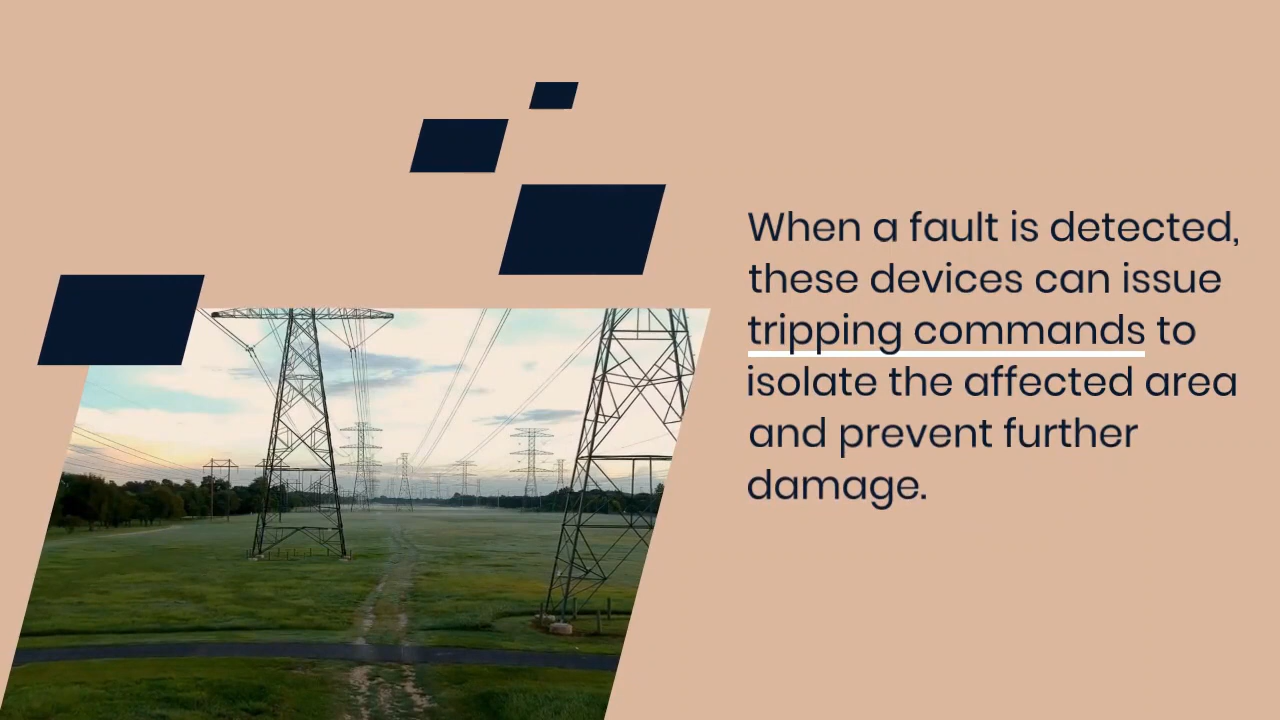 When a fault is detected,
these devices can issue
tripping commands to
isolate the affected area
and prevent further
damage.